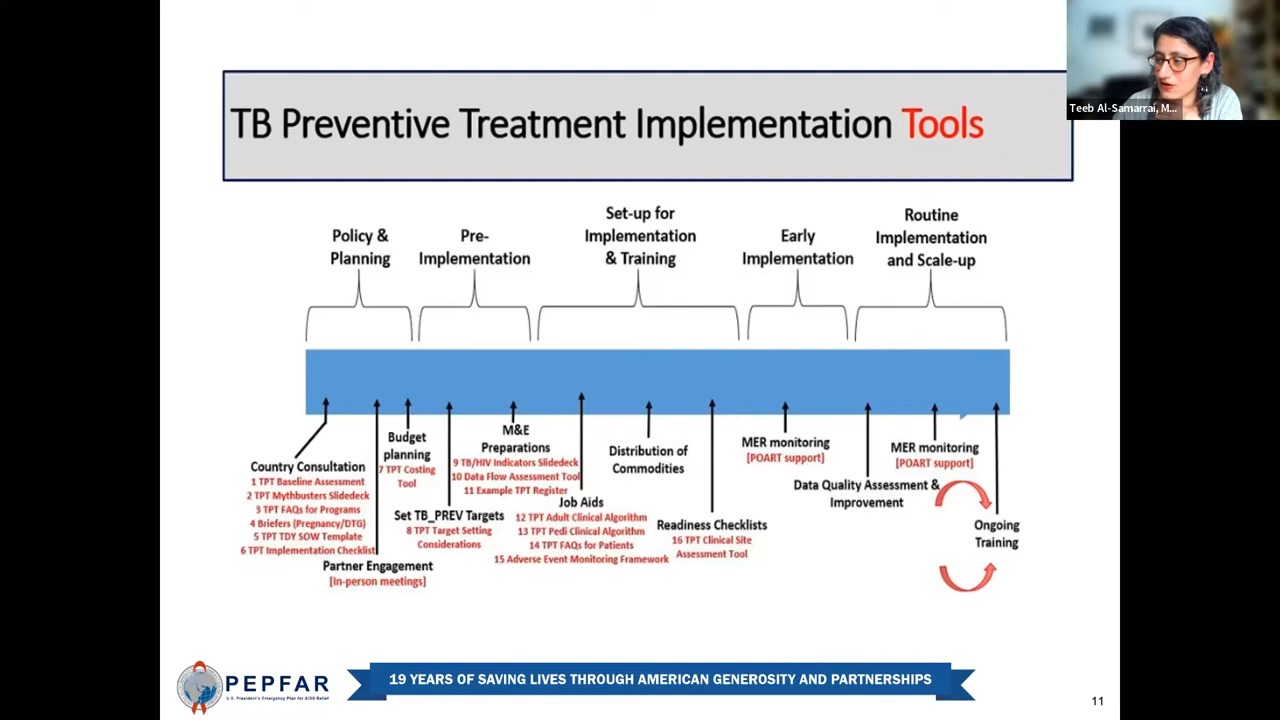 Teeb Al-Samarrai, M...
TB Preventive Treatment Implementation Tools
Policy &
Planning
Pre-
Implementation
Set-up for
Implementation
& Training
Early
Implementation
Routine
Implementation
and Scale-up
Country Consultation
1 TPT Baseline Assessment
2 TPT Mythbusters Slidedeck
3 TPT FAQs for Programs
4 Briefers (Pregnancy/DTG)
5 TPT TDY SOW Template
6 TPT Implementation Checklist
Partner Engagement
[In-person meetings]
Budget
planning
7 TPT Costing
Tool
Set TB_PREV Targets
8 TPT Target Setting
Considerations
M&E
Preparations
9 TB/HIV Indicators Slidedeck
10 Data Flow Assessment Tool
11 Example TPT Register
Job Aids
12 TPT Adult Clinical Algorithm
13 TPT Pedi Clinical Algorithm
14 TPT FAQs for Patients
15 Adverse Event Monitoring Framework
Distribution of
Commodities
Readiness Checklists
16 TPT Clinical Site
Assessment Tool
MER monitoring
[POART support]
Data Quality Assessment &
Improvement
MER monitoring
[POART support]
Ongoing
Training
PEPFAR
U.S. President's Emergency Plan for AIDS Relief
19 YEARS OF SAVING LIVES THROUGH AMERICAN GENEROSITY AND PARTNERSHIPS
11